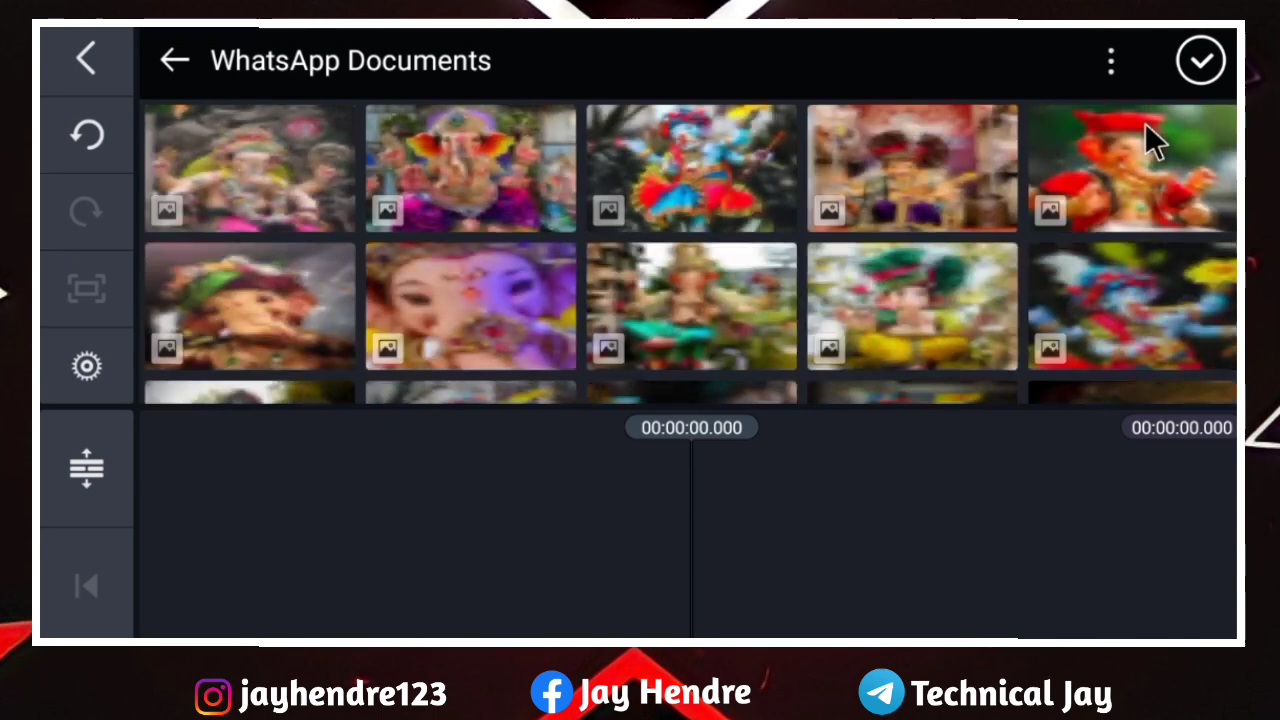 WhatsApp Documents
00:00:00.000
00:00:00.000
jayhendre123
Jay Hendre
Technical Jay